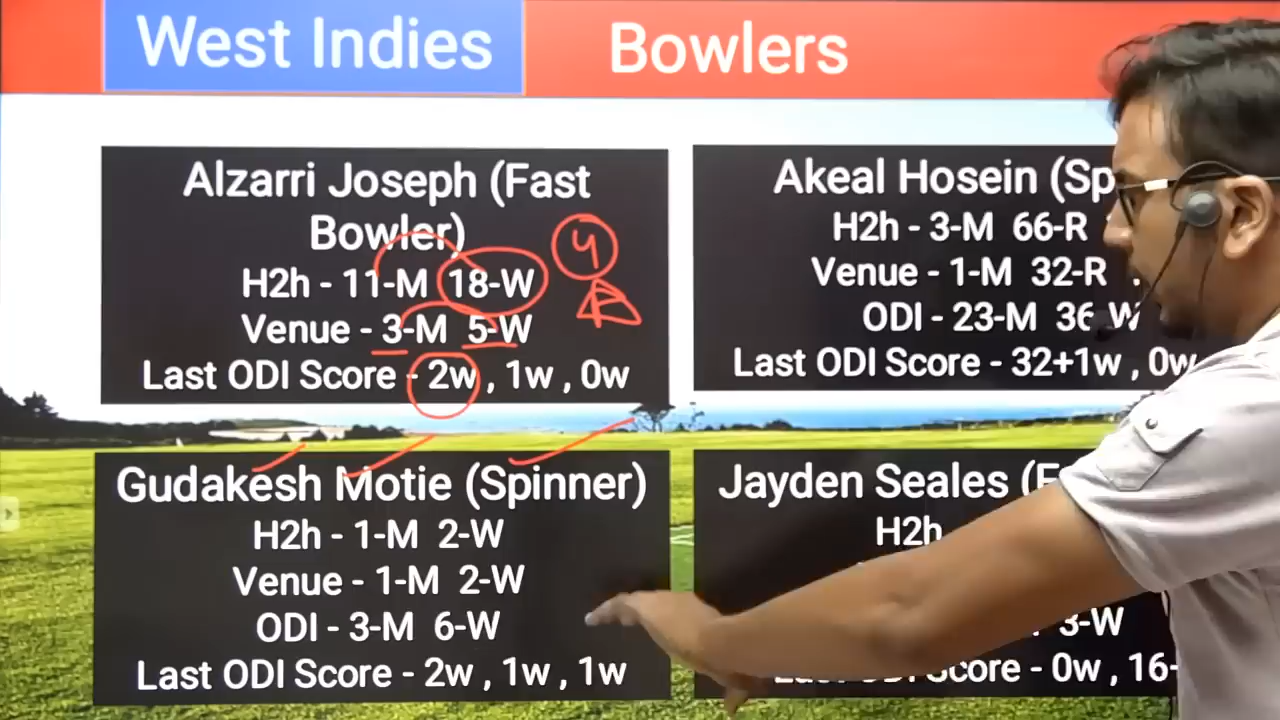 West Indies
Bowlers
Alzarri Joseph (Fast
Bowler)
H2h - 11-M 18-W
Venue - 3-M 5-W
Last ODI Score - 2w , 1w , 0w
4
Akeal Hosein (Sp
H2h - 3-M 66-R
Venue - 1-M 32-R
ODI - 23-M 36 W
Last ODI Score - 32+1w , 0w
Gudakesh Motie (Spinner)
H2h - 1-M 2-W
Venue - 1-M 2-W
ODI - 3-M 6-W
Last ODI Score - 2w , 1w , 1w
Jayden Seales (F
H2h
3-W
Score - 0w , 16-